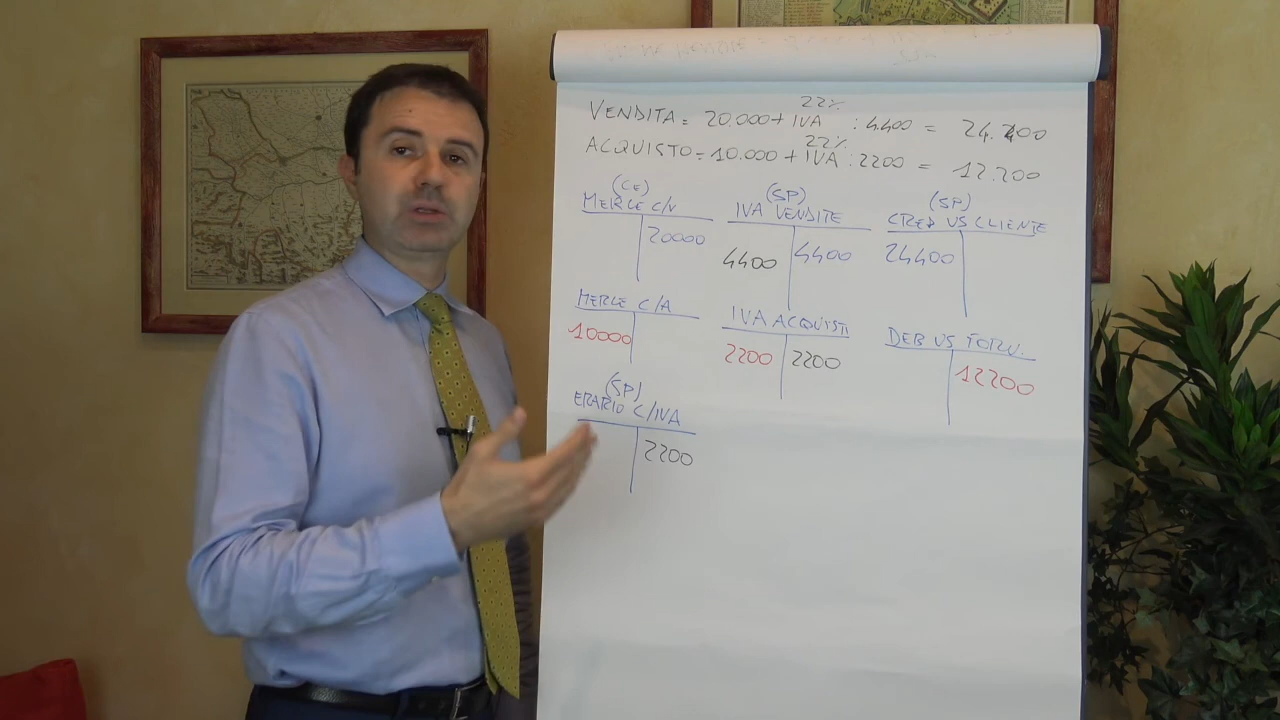 22%
VENDITA = 20.000 + IVA : 4400 = 24.400
22%
ACQUISTO = 10.000 + IVA : 2200 = 12.200
(CE) (SP) (SP)
MERCE C/V IVA VENDITE CRED VS CLIENTE
20000 4400 4400 24400
MERCE C/A IVA ACQUISTI DEB VS FORN.
10000 2200 2200 12200
(SP)
ERARIO C/IVA
2200